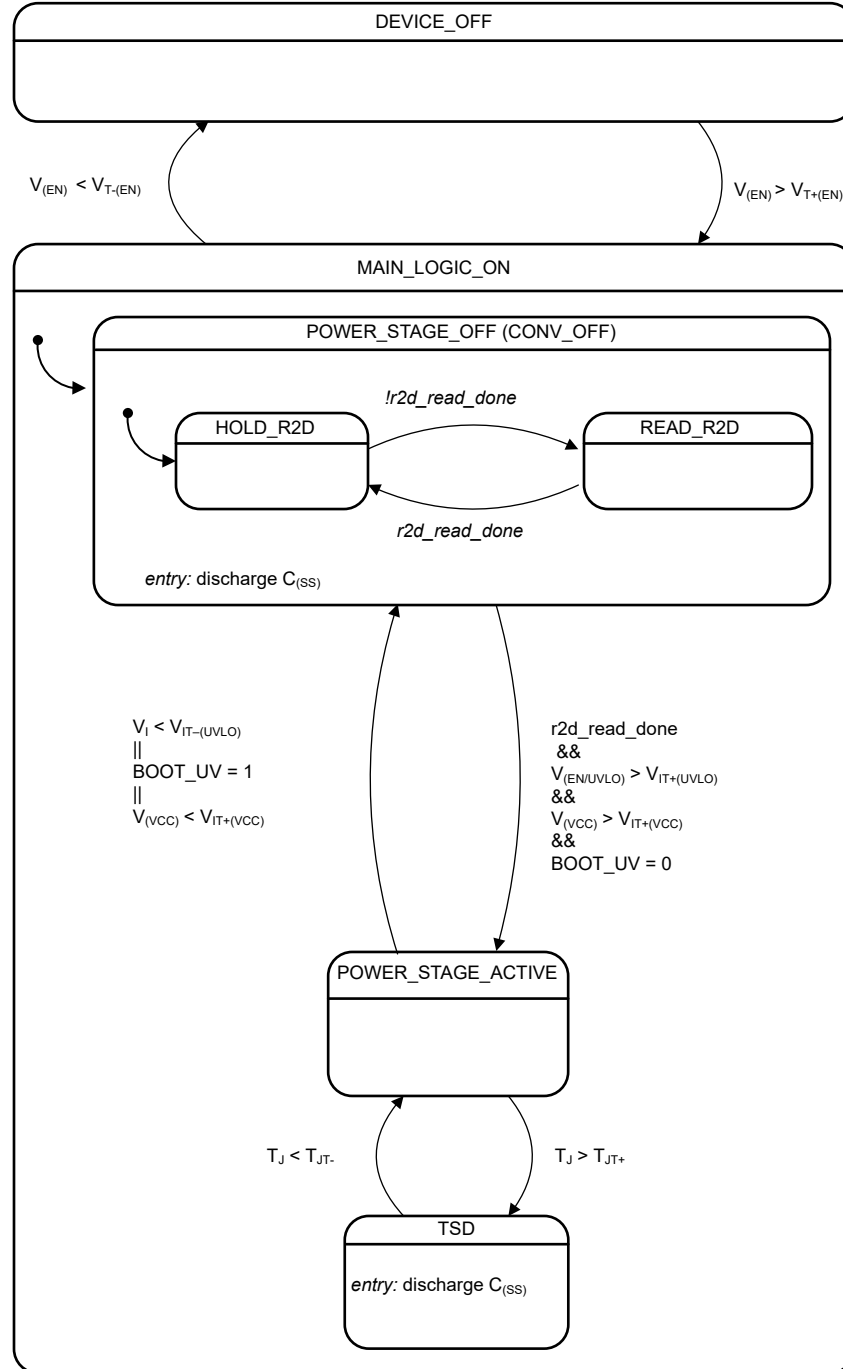 DEVICE_OFF
V(EN) < VT-(EN)
V(EN) > VT+(EN)
MAIN_LOGIC_ON
POWER_STAGE_OFF (CONV_OFF)
!r2d_read_done
HOLD_R2D
READ_R2D
r2d_read_done
entry: discharge C(SS)
VI < VIT–(UVLO)
||
BOOT_UV = 1
||
V(VCC) < VIT+(VCC)
r2d_read_done
&&
V(EN/UVLO) > VIT+(UVLO)
&&
V(VCC) > VIT+(VCC)
&&
BOOT_UV = 0
POWER_STAGE_ACTIVE
TJ < TJT-
TJ > TJT+
TSD
entry: discharge C(SS)